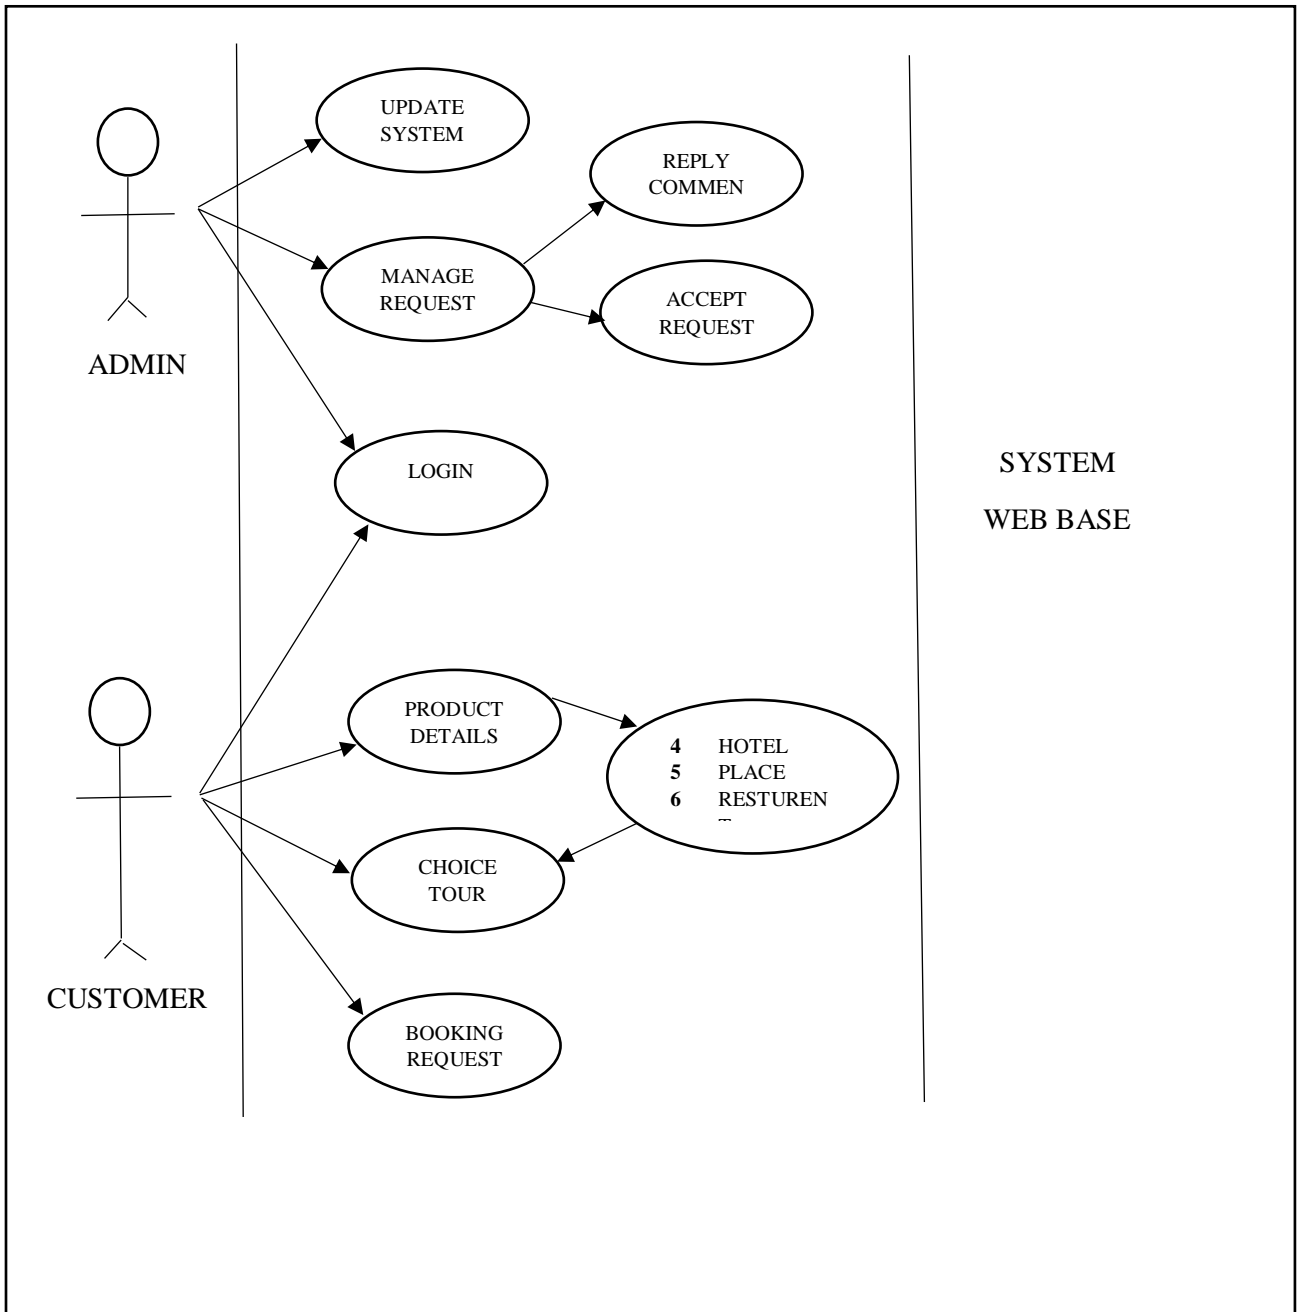 UPDATE
SYSTEM
REPLY
COMMEN
MANAGE
REQUEST
ACCEPT
REQUEST
ADMIN
LOGIN
SYSTEM
WEB BASE
PRODUCT
DETAILS
4 HOTEL
5 PLACE
6 RESTUREN
CHOICE
TOUR
CUSTOMER
BOOKING
REQUEST